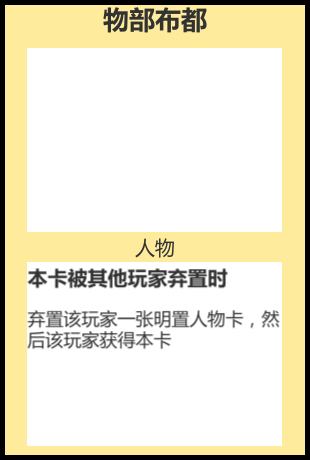 物部布都
人物
本卡被其他玩家弃置时
弃置该玩家一张明置人物卡，然
后该玩家获得本卡